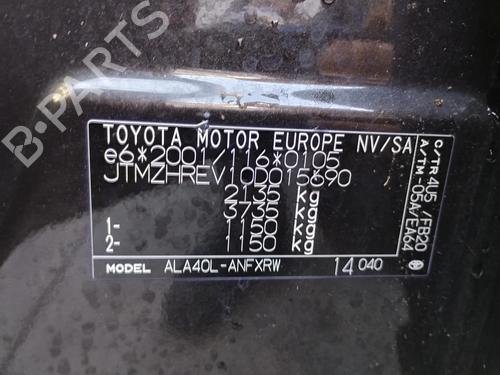 B-PARTS
TOYOTA MOTOR EUROPE NV/SA
e6*2001/116*0105
JTMZHREV10D015690
2135 kg
3735 kg
1- 1150 kg
2- 1150 kg
MODEL ALA40L-ANFXRW 14 040
C/TR 4U5 /FB20
A/TM -05A/EA64